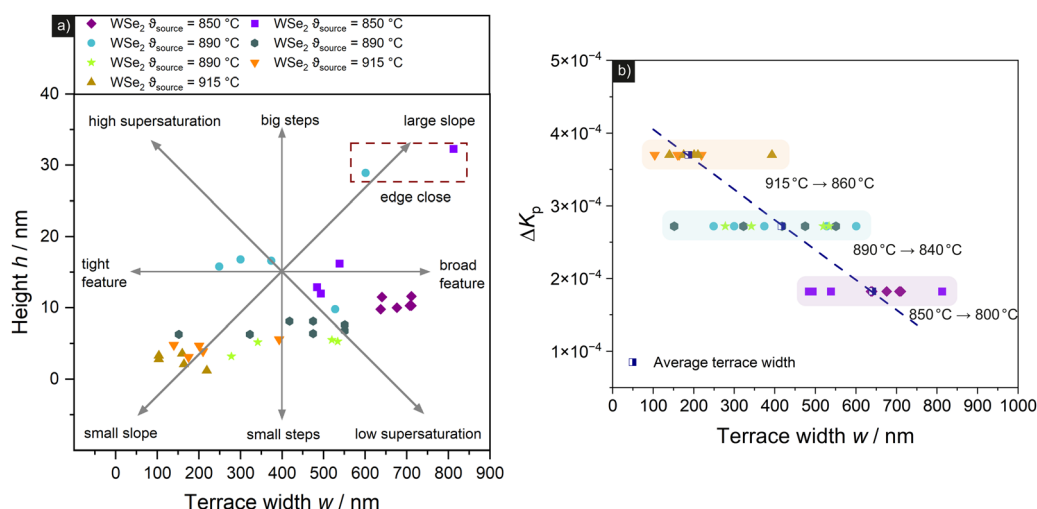 a)
WSe₂ ϑsource = 850 °C
WSe₂ ϑsource = 850 °C
WSe₂ ϑsource = 890 °C
WSe₂ ϑsource = 890 °C
WSe₂ ϑsource = 890 °C
WSe₂ ϑsource = 915 °C
WSe₂ ϑsource = 915 °C
40
30
20
10
0
Height h / nm
high supersaturation
big steps
large slope
edge close
tight
feature
broad
feature
small slope
small steps
low supersaturation
0 100 200 300 400 500 600 700 800 900
Terrace width w / nm
b)
5×10⁻⁴
4×10⁻⁴
3×10⁻⁴
2×10⁻⁴
1×10⁻⁴
ΔKp
915°C → 860°C
890°C → 840°C
850°C → 800°C
Average terrace width
0 100 200 300 400 500 600 700 800 900 1000
Terrace width w / nm